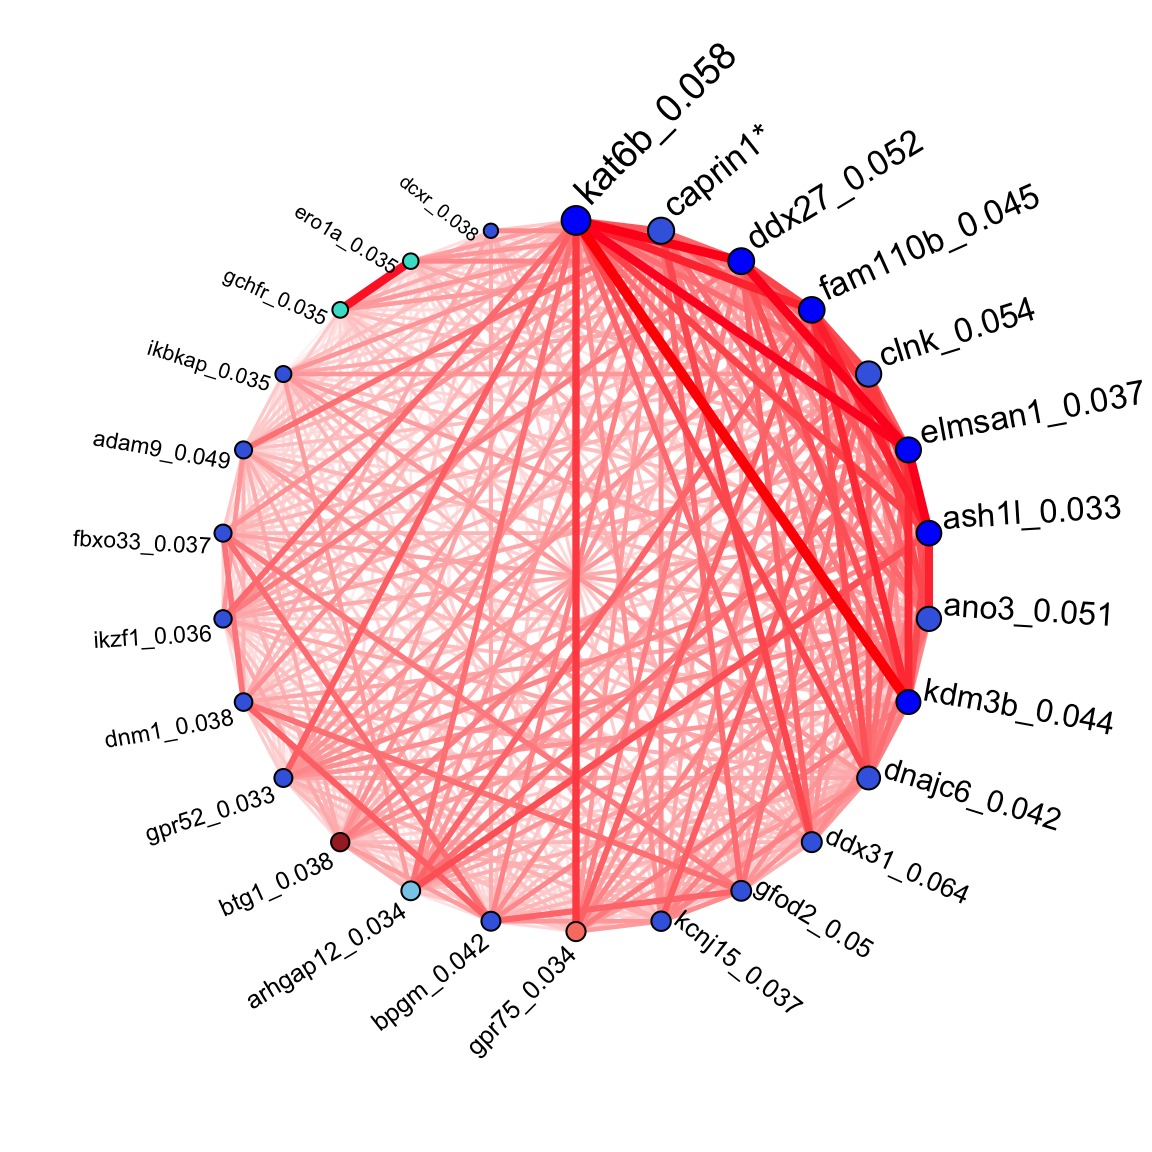 kat6b_0.058
caprin1*
ddx27_0.052
fam110b_0.045
clnk_0.054
elmsan1_0.037
ash1l_0.033
ano3_0.051
kdm3b_0.044
dnajc6_0.042
ddx31_0.064
gfod2_0.05
kcnj15_0.037
gpr75_0.034
bpgm_0.042
arhgap12_0.034
btg1_0.038
gpr52_0.033
dnm1_0.038
ikzf1_0.036
fbxo33_0.037
adam9_0.049
ikbkap_0.035
gchfr_0.035
ero1a_0.035
dcxr_0.038